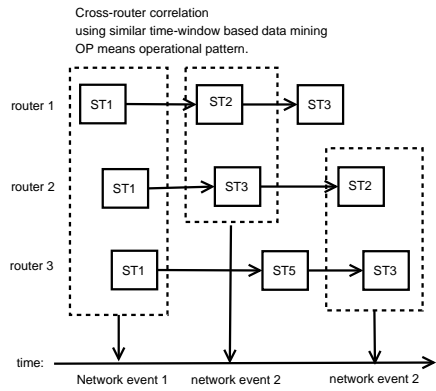 Cross-router correlation
using similar time-window based data mining
OP means operational pattern.
router 1
ST1
ST2
ST3
router 2
ST1
ST3
ST2
router 3
ST1
ST5
ST3
time:
Network event 1
network event 2
network event 2